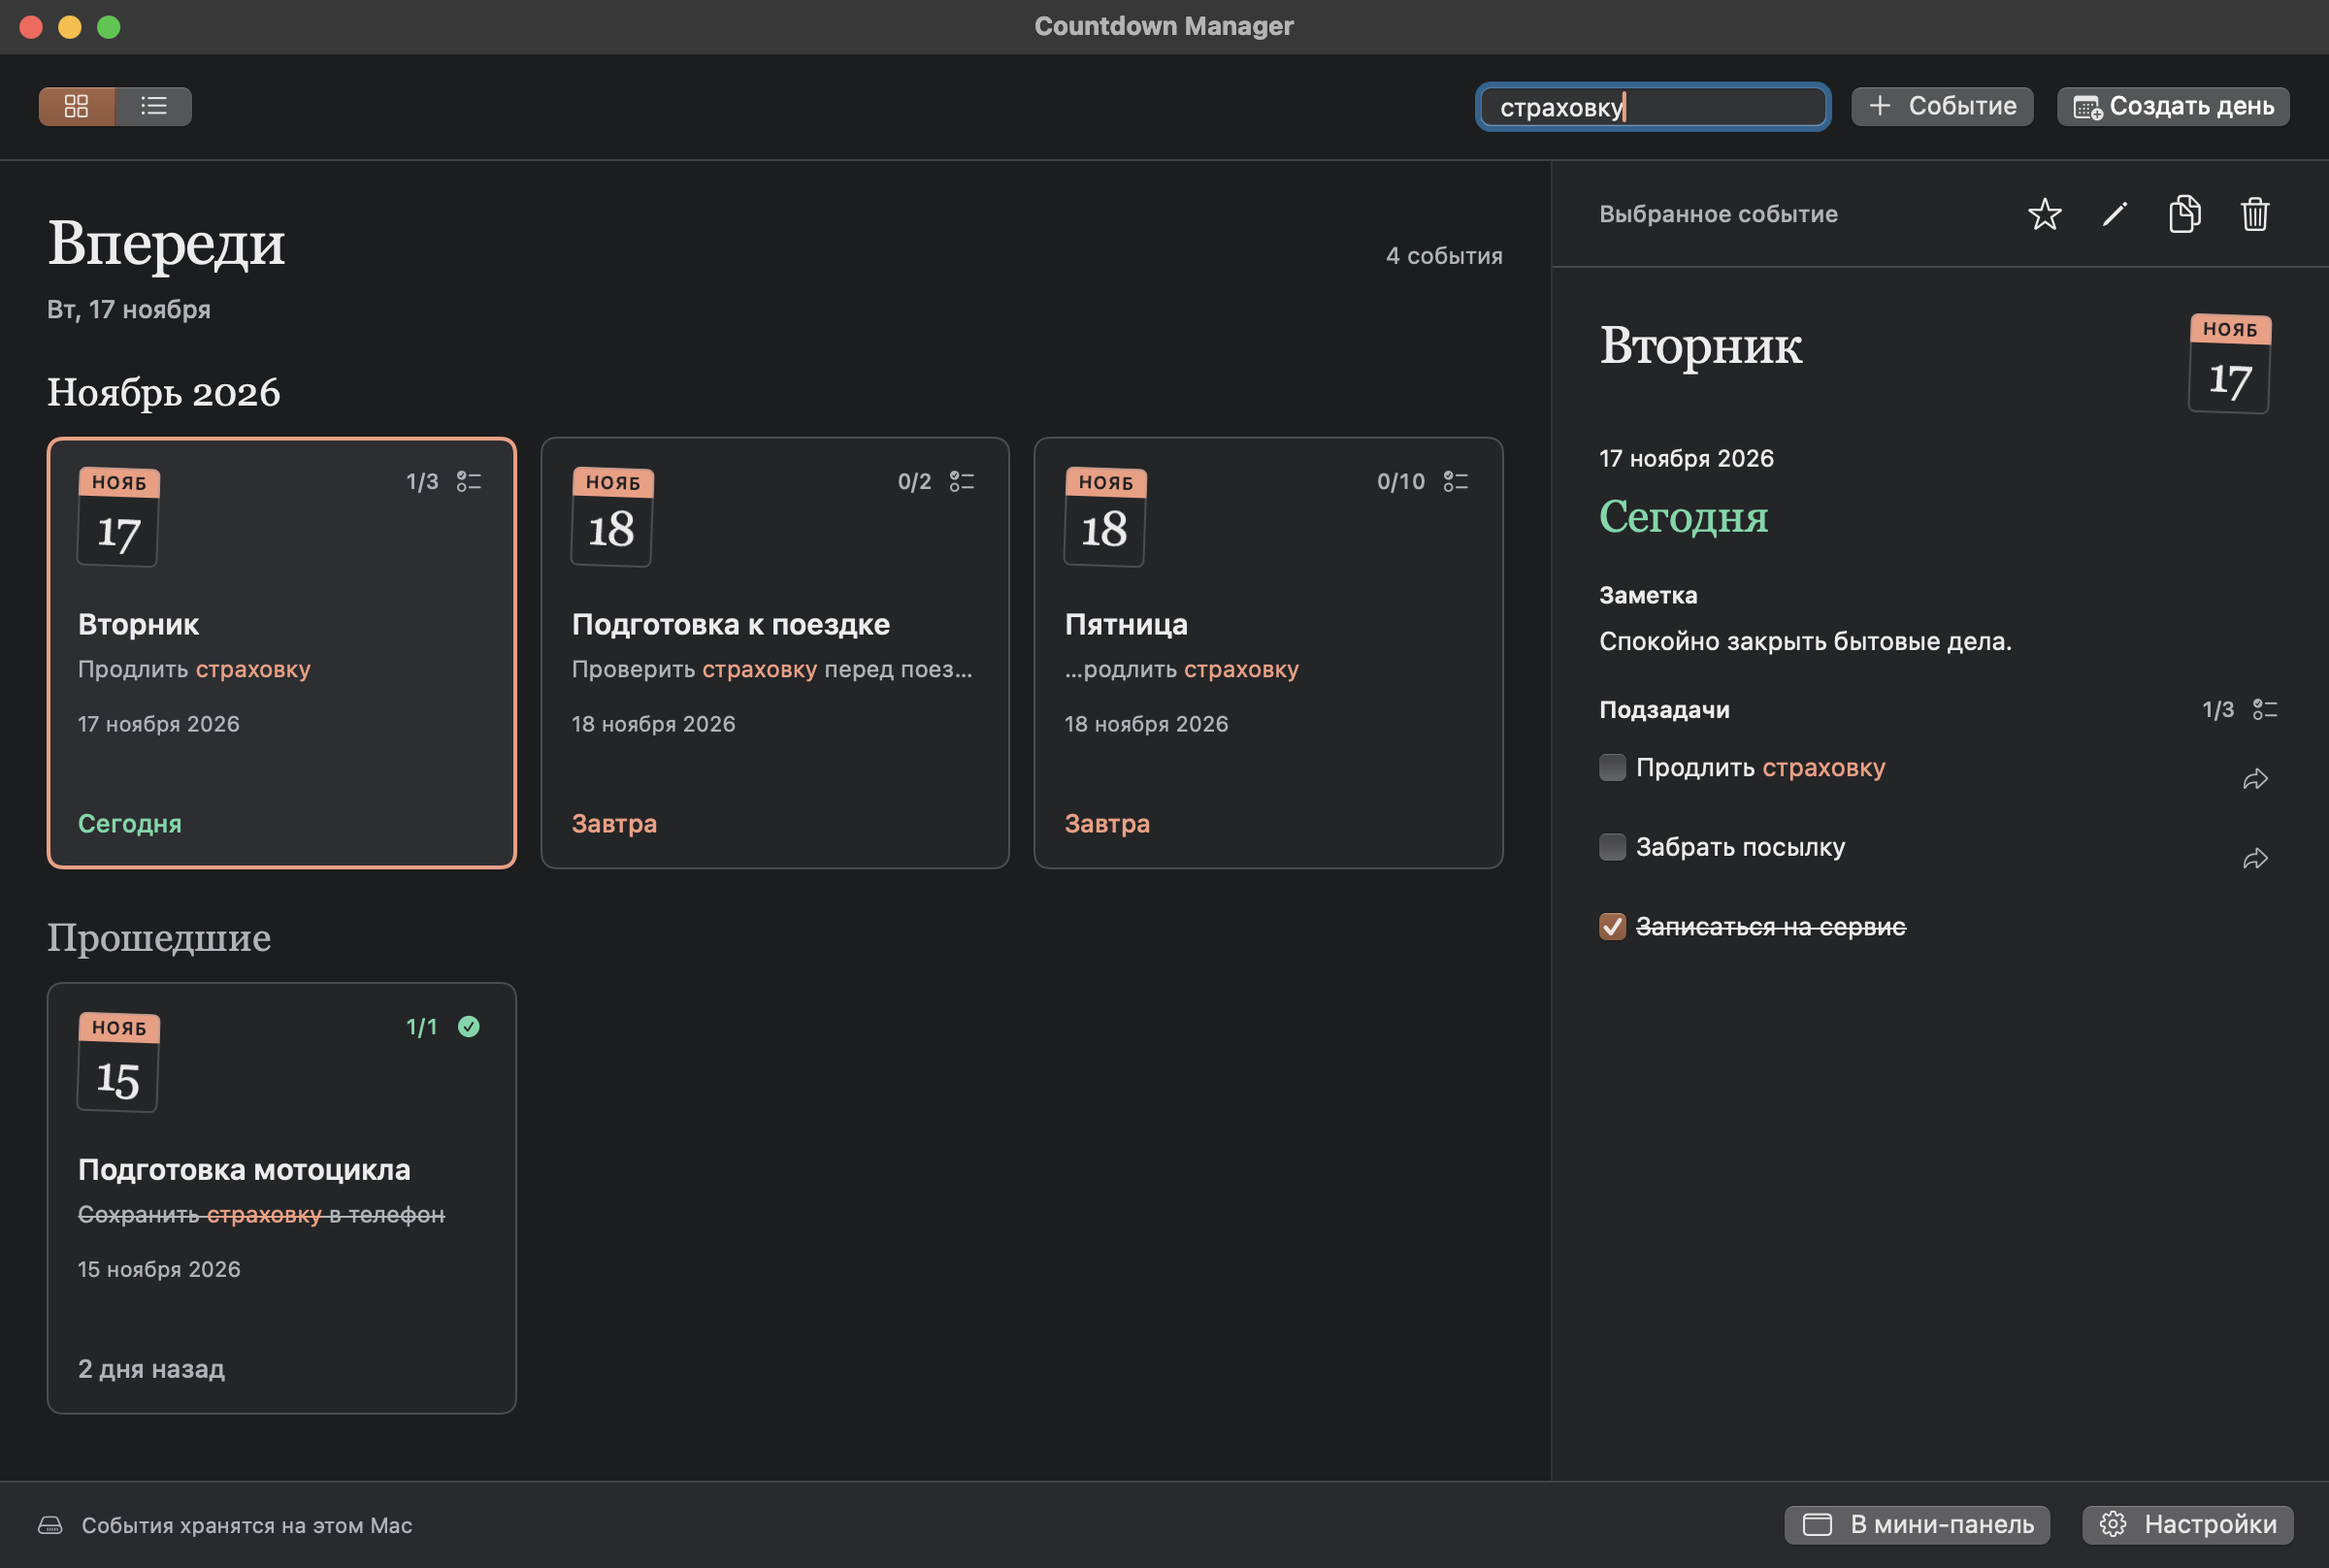 Countdown Manager
страховку
Событие
Создать день
Впереди
4 события
Вт, 17 ноября
Ноябрь 2026
НОЯБ
17
1/3
Вторник
Продлить страховку
17 ноября 2026
Сегодня
НОЯБ
18
0/2
Подготовка к поездке
Проверить страховку перед поез...
18 ноября 2026
Завтра
НОЯБ
18
0/10
Пятница
...родлить страховку
18 ноября 2026
Завтра
Прошедшие
НОЯБ
15
1/1
Подготовка мотоцикла
Сохранить страховку в телефон
15 ноября 2026
2 дня назад
Выбранное событие
Вторник
НОЯБ
17
17 ноября 2026
Сегодня
Заметка
Спокойно закрыть бытовые дела.
Подзадачи
1/3
Продлить страховку
Забрать посылку
Записаться на сервис
События хранятся на этом Mac
В мини-панель
Настройки